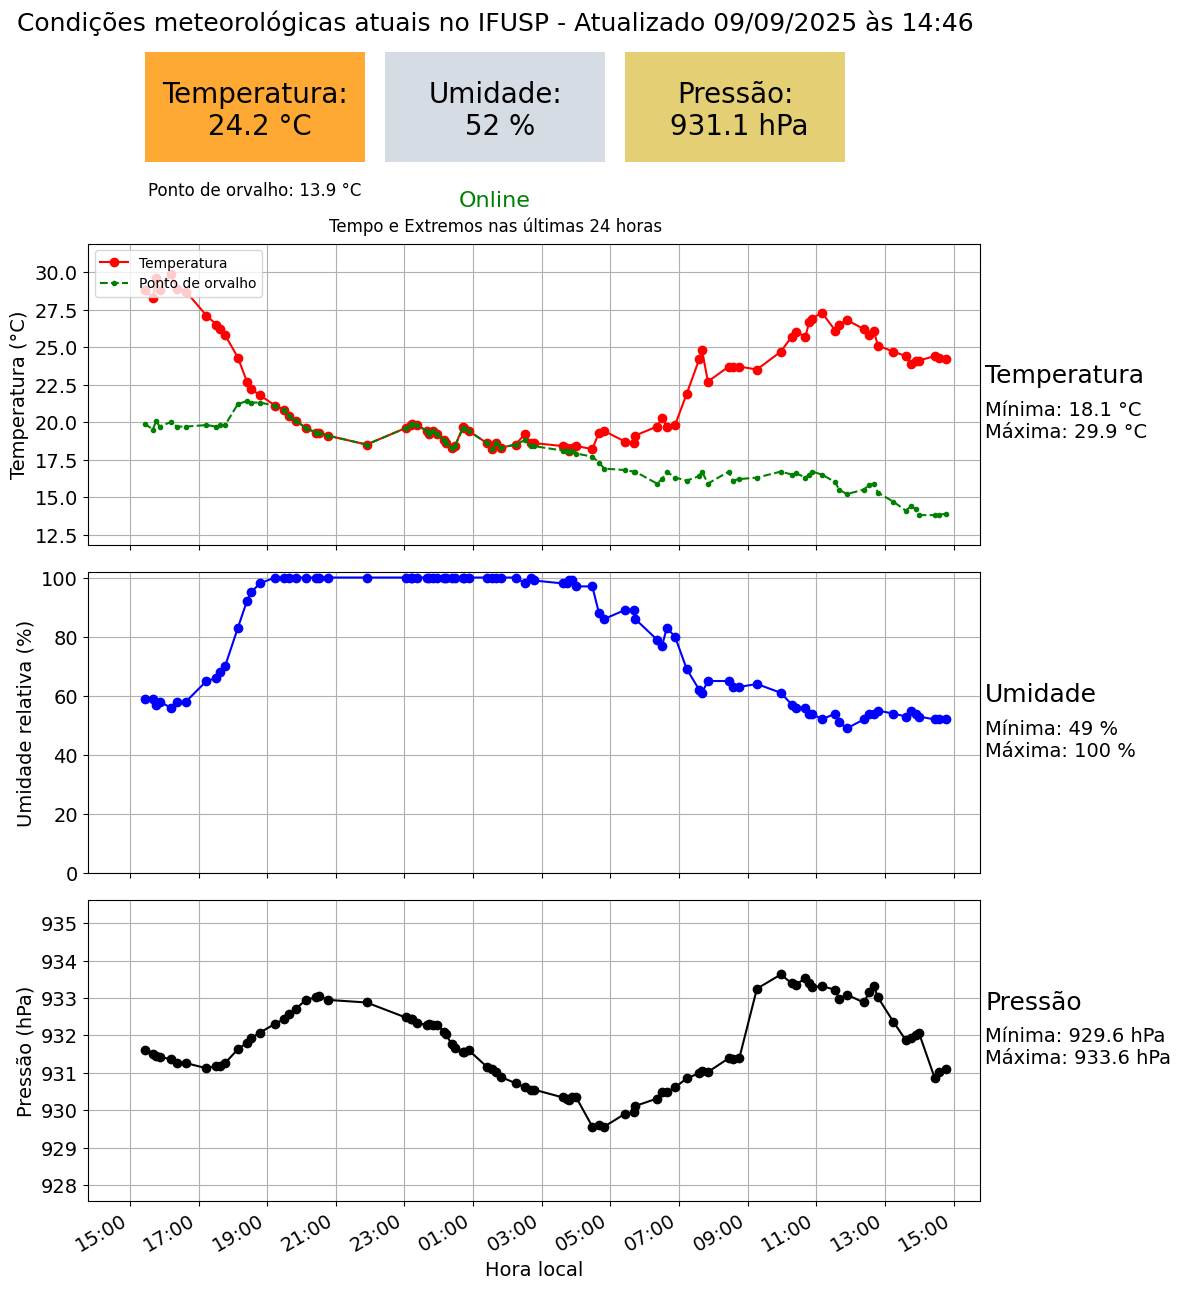 Condições meteorológicas atuais no IFUSP - Atualizado 09/09/2025 às 14:46
Temperatura:
24.2 °C
Umidade:
52 %
Pressão:
931.1 hPa
Ponto de orvalho: 13.9 °C
Online
Tempo e Extremos nas últimas 24 horas
Temperatura
Ponto de orvalho
Temperatura (°C)
30.0
27.5
25.0
22.5
20.0
17.5
15.0
12.5
Temperatura
Mínima: 18.1 °C
Máxima: 29.9 °C
Umidade relativa (%)
100
80
60
40
20
0
Umidade
Mínima: 49 %
Máxima: 100 %
Pressão (hPa)
935
934
933
932
931
930
929
928
Pressão
Mínima: 929.6 hPa
Máxima: 933.6 hPa
15:00
17:00
19:00
21:00
23:00
01:00
03:00
05:00
07:00
09:00
11:00
13:00
15:00
Hora local